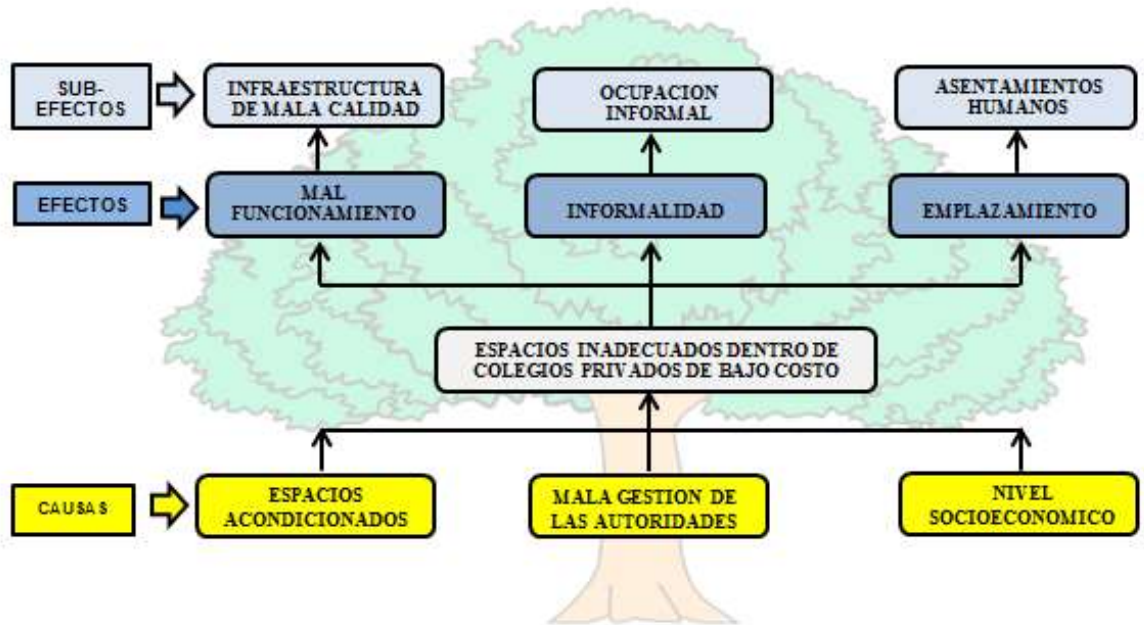 SUB-
EFECTOS
INFRAESTRUCTURA
DE MALA CALIDAD
OCUPACION
INFORMAL
ASENTAMIENTOS
HUMANOS
EFECTOS
MAL
FUNCIONAMIENTO
INFORMALIDAD
EMPLAZAMIENTO
ESPACIOS INADECUADOS DENTRO DE
COLEGIOS PRIVADOS DE BAJO COSTO
CAUSAS
ESPACIOS
ACONDICIONADOS
MALA GESTION DE
LAS AUTORIDADES
NIVEL
SOCIOECONOMICO